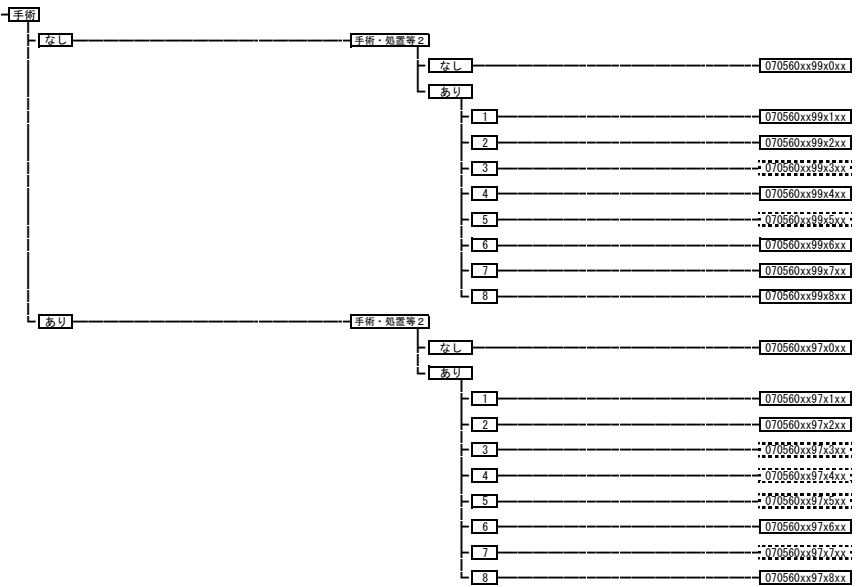 手術
なし 手術・処置等2
なし 070560xx99x0xx
あり
1 070560xx99x1xx
2 070560xx99x2xx
3 070560xx99x3xx
4 070560xx99x4xx
5 070560xx99x5xx
6 070560xx99x6xx
7 070560xx99x7xx
8 070560xx99x8xx
あり 手術・処置等2
なし 070560xx97x0xx
あり
1 070560xx97x1xx
2 070560xx97x2xx
3 070560xx97x3xx
4 070560xx97x4xx
5 070560xx97x5xx
6 070560xx97x6xx
7 070560xx97x7xx
8 070560xx97x8xx